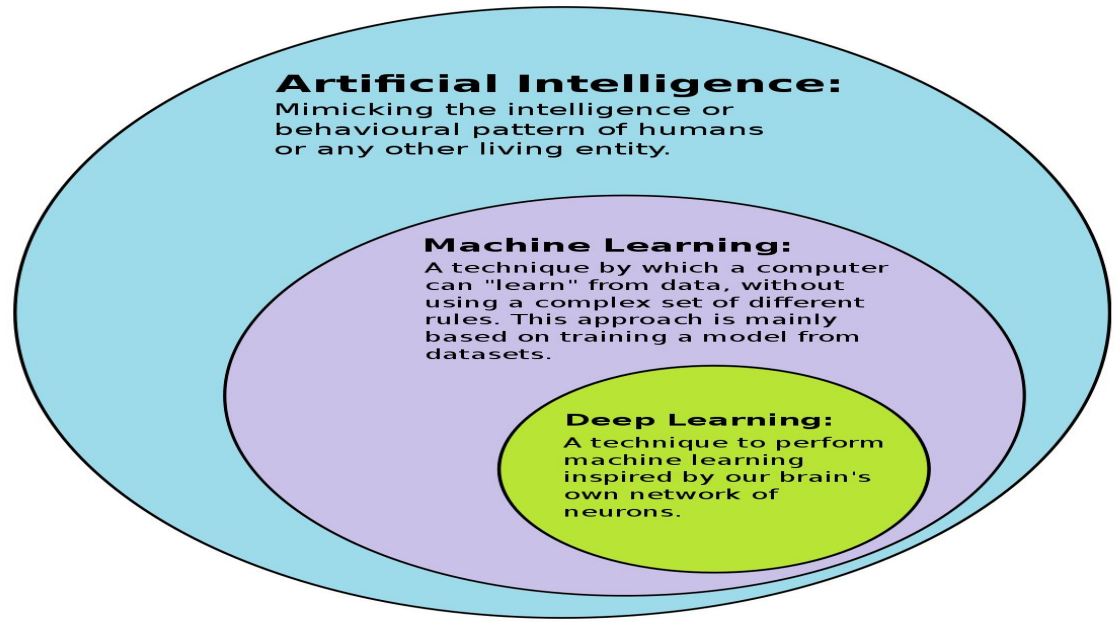 Artificial Intelligence:
Mimicking the intelligence or
behavioural pattern of humans
or any other living entity.
Machine Learning:
A technique by which a computer
can "learn" from data, without
using a complex set of different
rules. This approach is mainly
based on training a model from
datasets.
Deep Learning:
A technique to perform
machine learning
inspired by our brain's
own network of
neurons.